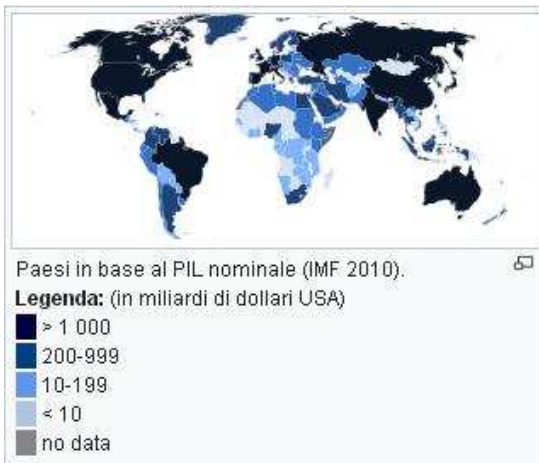 Paesi in base al PIL nominale (IMF 2010).
Legenda: (in miliardi di dollari USA)
> 1 000
200-999
10-199
< 10
no data